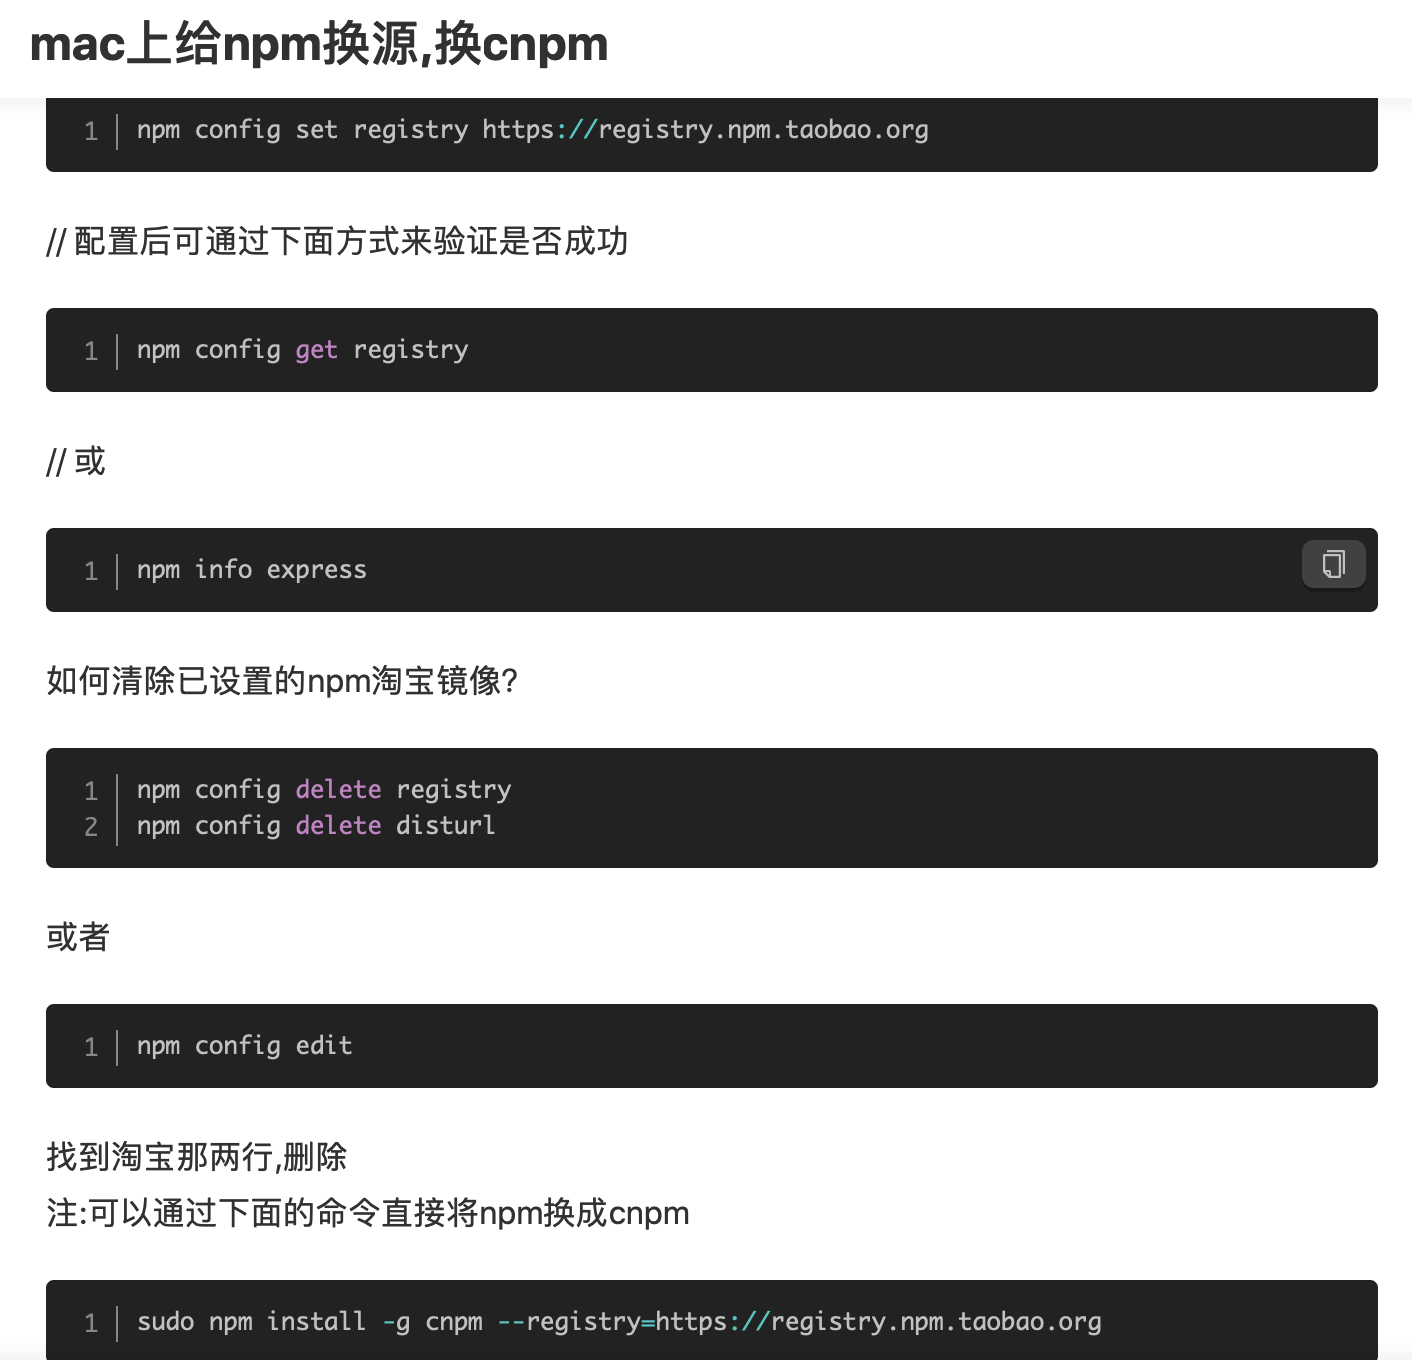 mac上给npm换源,换cnpm
1 npm config set registry https://registry.npm.taobao.org
// 配置后可通过下面方式来验证是否成功
1 npm config get registry
// 或
1 npm info express
如何清除已设置的npm淘宝镜像?
1 npm config delete registry
2 npm config delete disturl
或者
1 npm config edit
找到淘宝那两行,删除
注:可以通过下面的命令直接将npm换成cnpm
1 sudo npm install -g cnpm --registry=https://registry.npm.taobao.org